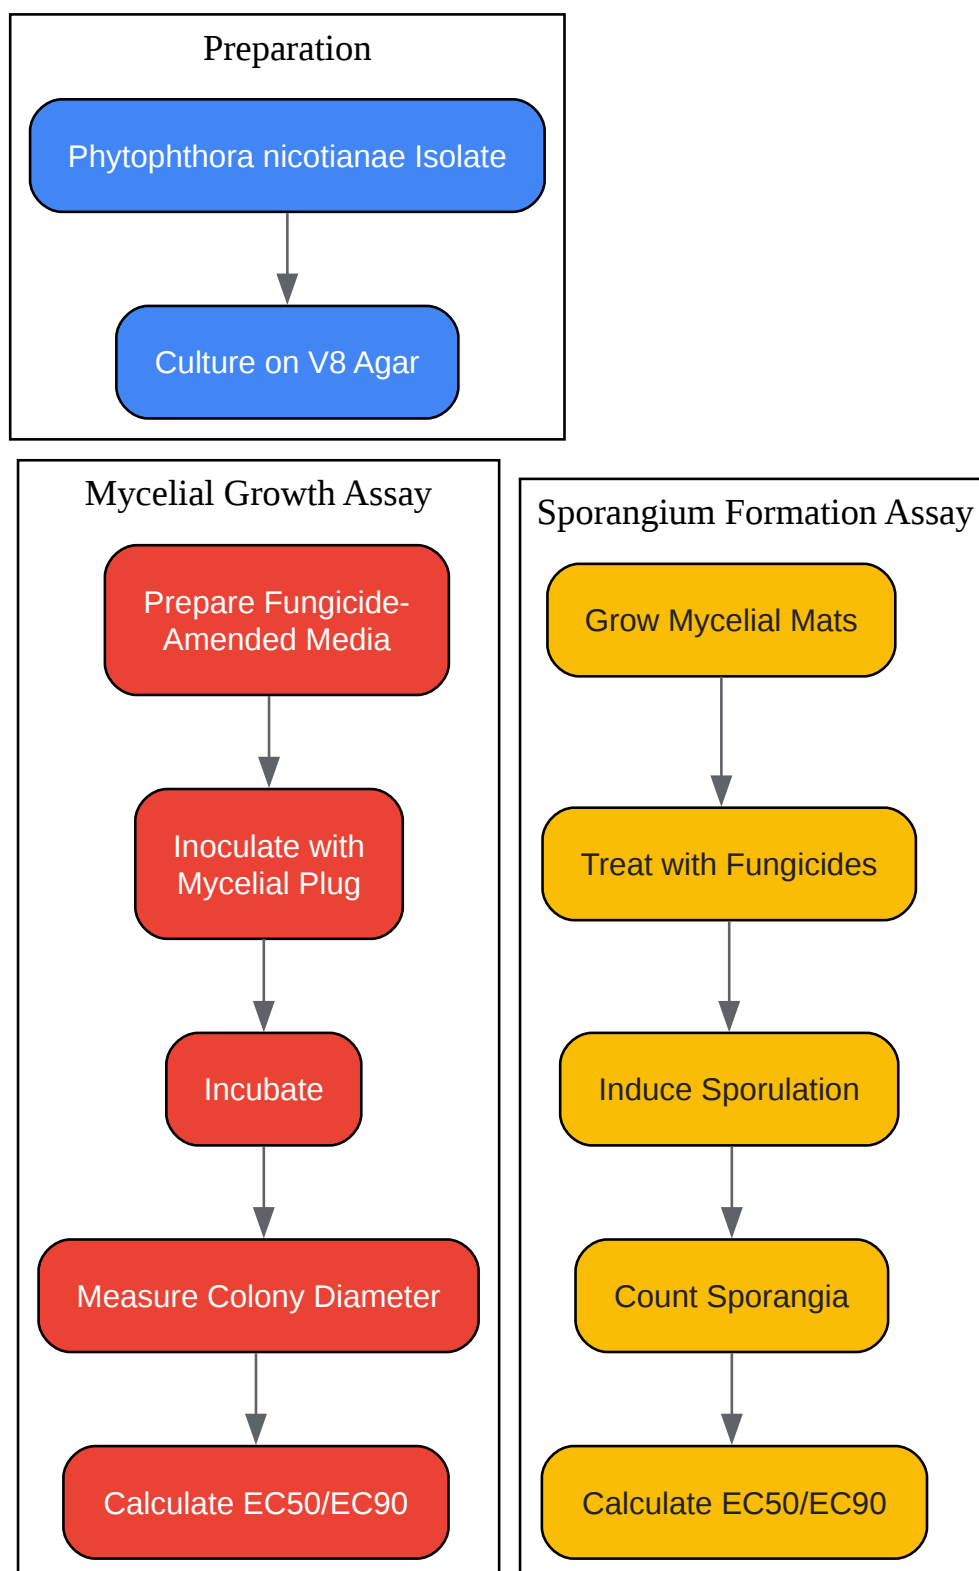 Preparation
Phytophthora nicotianae Isolate
Culture on V8 Agar
Mycelial Growth Assay
Prepare Fungicide-
Amended Media
Inoculate with
Mycelial Plug
Incubate
Measure Colony Diameter
Calculate EC50/EC90
Sporangium Formation Assay
Grow Mycelial Mats
Treat with Fungicides
Induce Sporulation
Count Sporangia
Calculate EC50/EC90